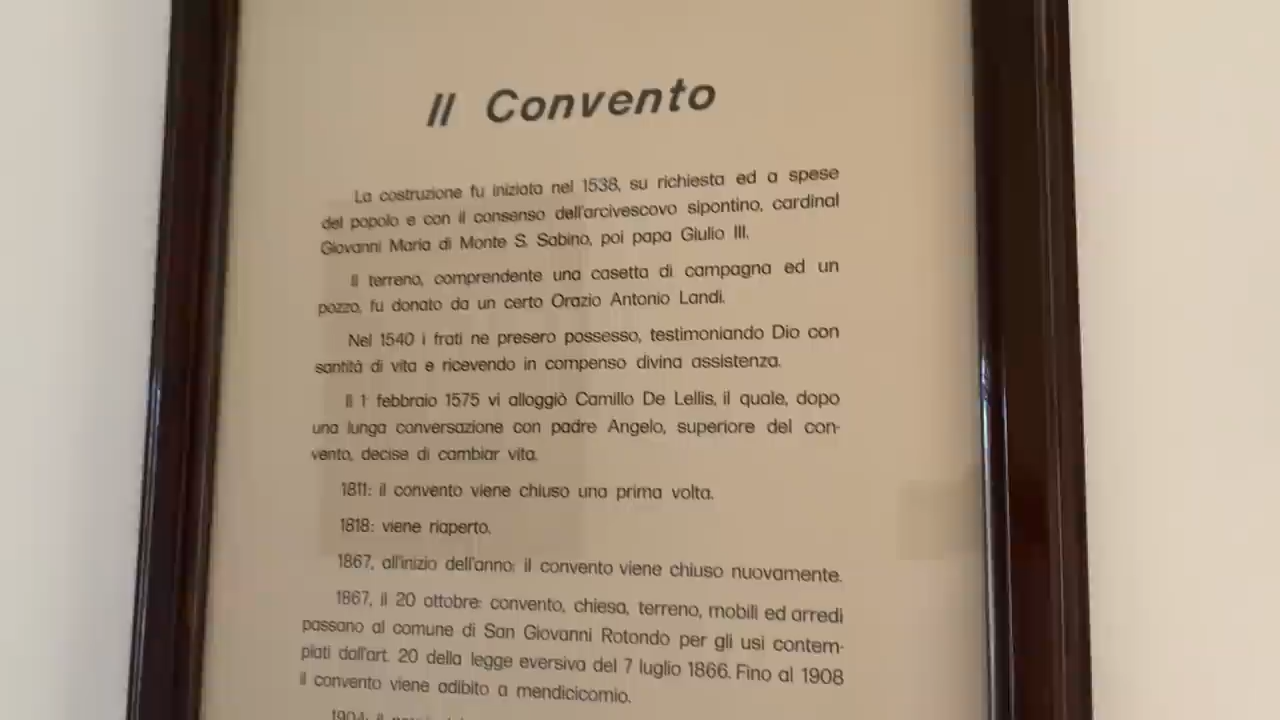 Il Convento
La costruzione fu iniziata nel 1538, su richiesta ed a spese
del popolo e con il consenso dell'arcivescovo sipontino, cardinal
Giovanni Maria di Monte S. Sabino, poi papa Giulio III.
Il terreno, comprendente una casetta di campagna ed un
pozzo, fu donato da un certo Orazio Antonio Landi.
Nel 1540 i frati ne presero possesso, testimoniando Dio con
santità di vita e ricevendo in compenso divina assistenza.
Il 1° febbraio 1575 vi alloggiò Camillo De Lellis, il quale, dopo
una lunga conversazione con padre Angelo, superiore del con-
vento, decise di cambiar vita.
1811: il convento viene chiuso una prima volta.
1818: viene riaperto.
1867, all'inizio dell'anno: il convento viene chiuso nuovamente.
1867, il 20 ottobre: convento, chiesa, terreno, mobili ed arredi
passano al comune di San Giovanni Rotondo per gli usi contem-
plati dall'art. 20 della legge eversiva del 7 luglio 1866. Fino al 1908
il convento viene adibito a mendicicomio.
1904: il